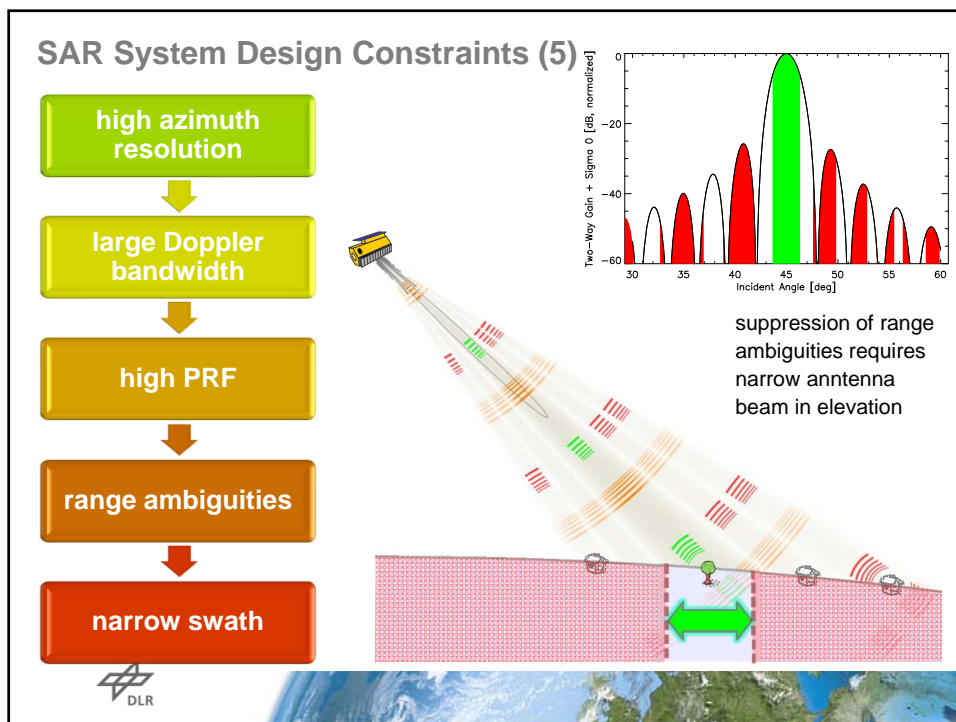 SAR System Design Constraints (5)
high azimuth
resolution
large Doppler
bandwidth
high PRF
range ambiguities
narrow swath
Two-Way Gain + Sigma 0 [dB, normalized]
0
-20
-40
-60
30
35
40
45
50
55
60
Incident Angle [deg]
suppression of range
ambiguities requires
narrow anntenna
beam in elevation
DLR